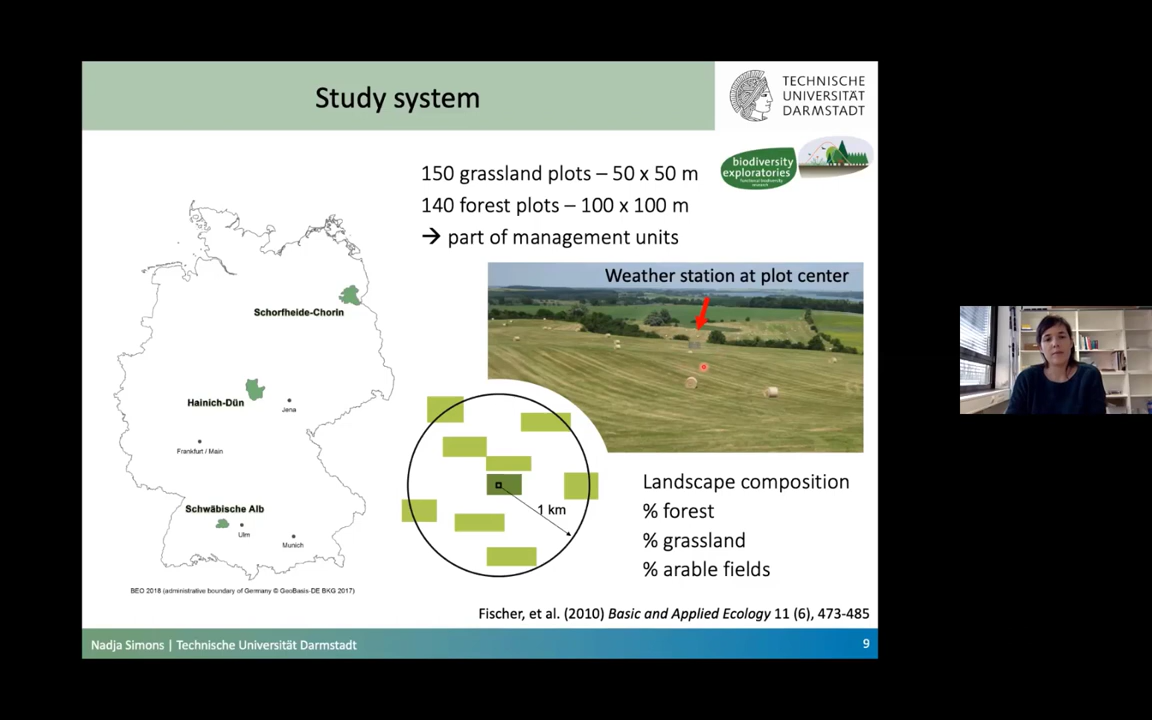 Study system
TECHNISCHE
UNIVERSITÄT
DARMSTADT
biodiversity
exploratories
150 grassland plots – 50 x 50 m
140 forest plots – 100 x 100 m
→ part of management units
Weather station at plot center
Schorfheide-Chorin
Hainich-Dün
Jena
Frankfurt / Main
Schwäbische Alb
Ulm
Munich
BEO 2018 (administrative boundary of Germany © GeoBasis-DE BKG 2017)
1 km
Landscape composition
% forest
% grassland
% arable fields
Fischer, et al. (2010) Basic and Applied Ecology 11 (6), 473-485
Nadja Simons | Technische Universität Darmstadt
9